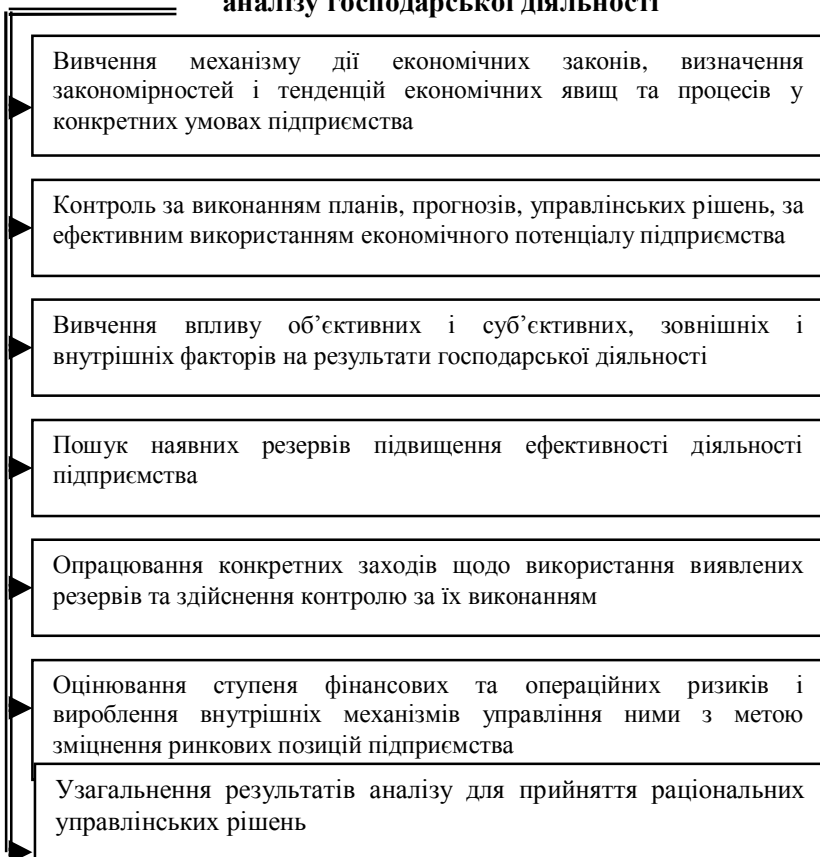 аналізу господарської діяльності
Вивчення механізму дії економічних законів, визначення
закономірностей і тенденцій економічних явищ та процесів у
конкретних умовах підприємства
Контроль за виконанням планів, прогнозів, управлінських рішень, за
ефективним використанням економічного потенціалу підприємства
Вивчення впливу об’єктивних і суб’єктивних, зовнішніх і
внутрішніх факторів на результати господарської діяльності
Пошук наявних резервів підвищення ефективності діяльності
підприємства
Опрацювання конкретних заходів щодо використання виявлених
резервів та здійснення контролю за їх виконанням
Оцінювання ступеня фінансових та операційних ризиків і
вироблення внутрішніх механізмів управління ними з метою
зміцнення ринкових позицій підприємства
Узагальнення результатів аналізу для прийняття раціональних
управлінських рішень